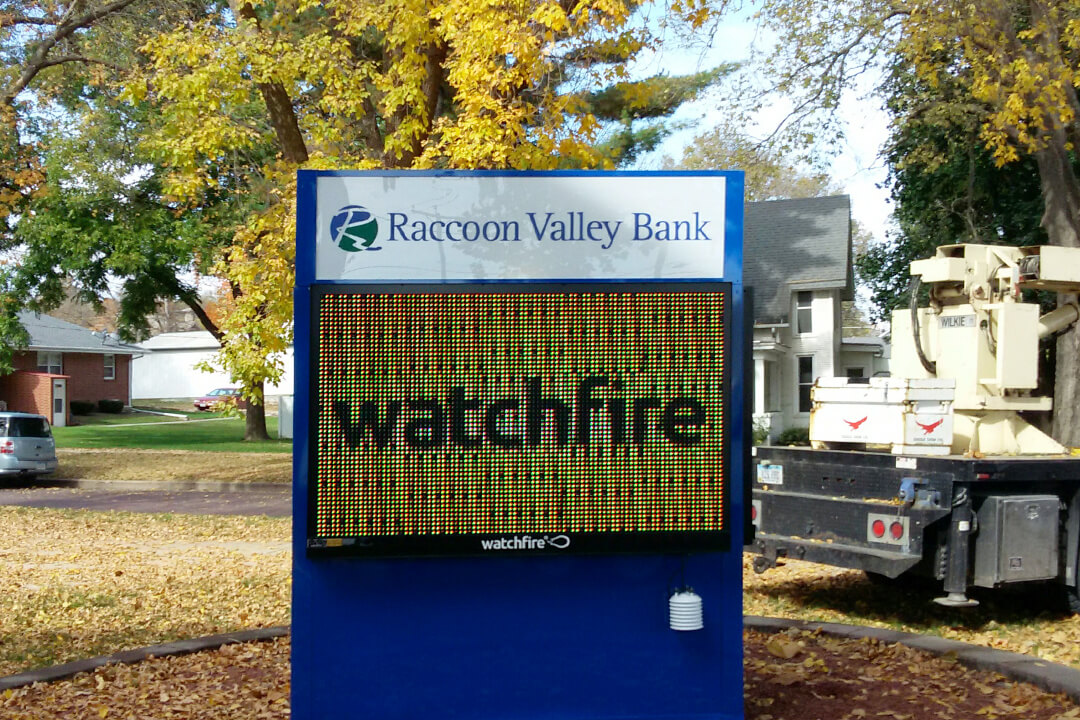 Raccoon Valley Bank
watchfire
watchfire
WILKIE